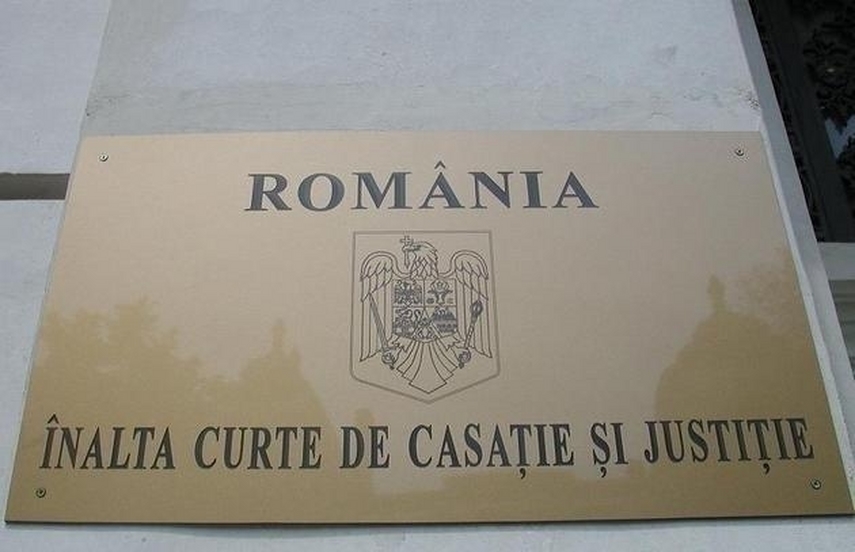 ROMÂNIA
ÎNALTA CURTE DE CASAȚIE ȘI JUSTIȚIE